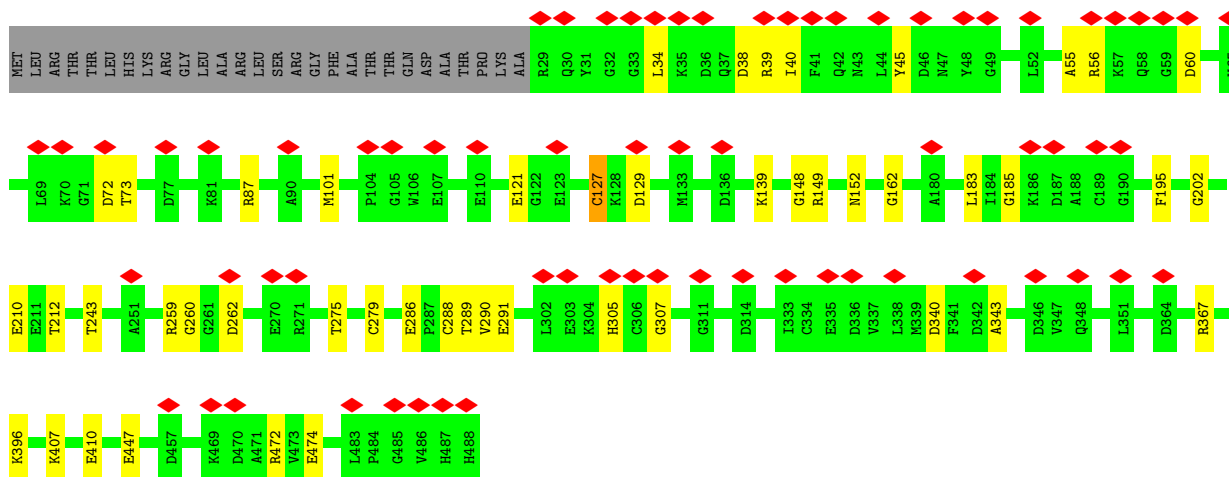 MET LEU ARG THR THR LEU HIS LYS ARG GLY LEU ALA ARG LEU SER ARG GLY PHE ALA THR THR GLN ASP ALA THR PRO LYS ALA R29 Q30 Y31 G32 G33 L34 K35 D36 Q37 D38 R39 I40 F41 Q42 N43 L44 Y45 D46 N47 Y48 G49 L52 A55 R56 K57 Q58 G59 D60
L69 K70 G71 D72 T73 D77 K81 R87 A90 M101 P104 G105 W106 E107 E110 E121 G122 E123 C127 K128 D129 M133 D136 K139 G148 R149 N152 G162 A180 L183 I184 G185 K186 D187 A188 C189 G190 F195 G202
E210 E211 T212 T243 A251 R259 G260 G261 D262 E270 R271 T275 C279 E286 P287 C288 T289 V290 E291 L302 E303 K304 H305 C306 G307 G311 D314 I333 C334 E335 D336 V337 L338 M339 D340 F341 D342 A343 D346 V347 Q348 L351 D364 R367
K396 K407 E410 E447 D457 K469 D470 A471 R472 V473 E474 L483 P484 G485 V486 H487 H488